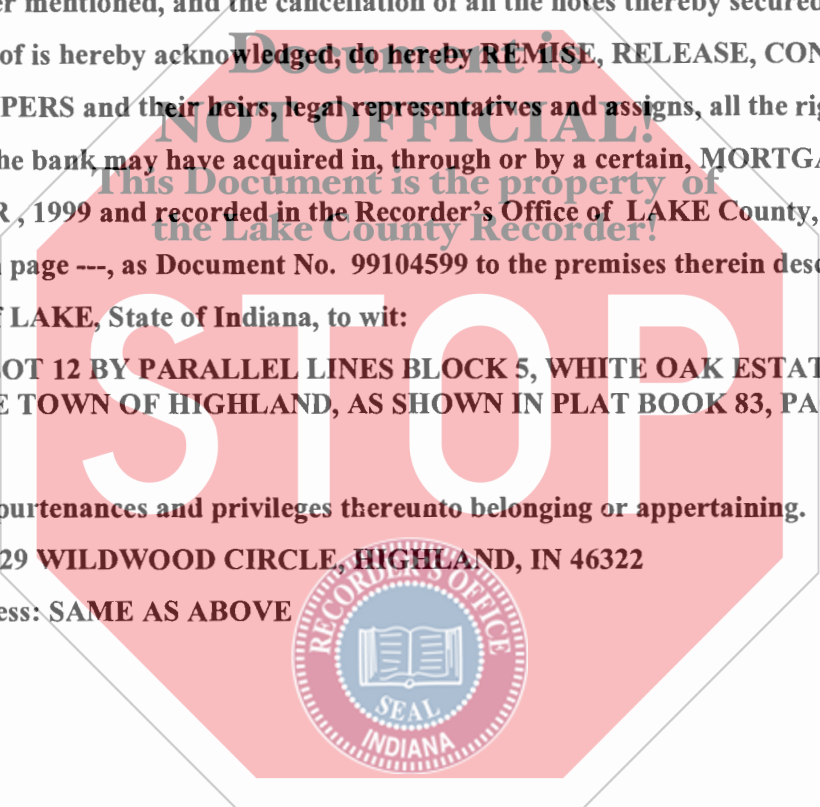 er mentioned, and the cancellation of all the notes thereby secured
Document is
of is hereby acknowledged, do hereby REMISE, RELEASE, CON
NOT OFFICIAL!
PERS and their heirs, legal representatives and assigns, all the rig
he bank may have acquired in, through or by a certain, MORTGA
This Document is the property of
R , 1999 and recorded in the Recorder's Office of LAKE County,
the Lake County Recorder!
page ---, as Document No. 99104599 to the premises therein desc
f LAKE, State of Indiana, to wit:
OT 12 BY PARALLEL LINES BLOCK 5, WHITE OAK ESTAT
E TOWN OF HIGHLAND, AS SHOWN IN PLAT BOOK 83, PA
STOP
purtenances and privileges thereunto belonging or appertaining.
29 WILDWOOD CIRCLE, HIGHLAND, IN 46322
ess: SAME AS ABOVE
RECORDER'S OFFICE
SEAL
INDIANA